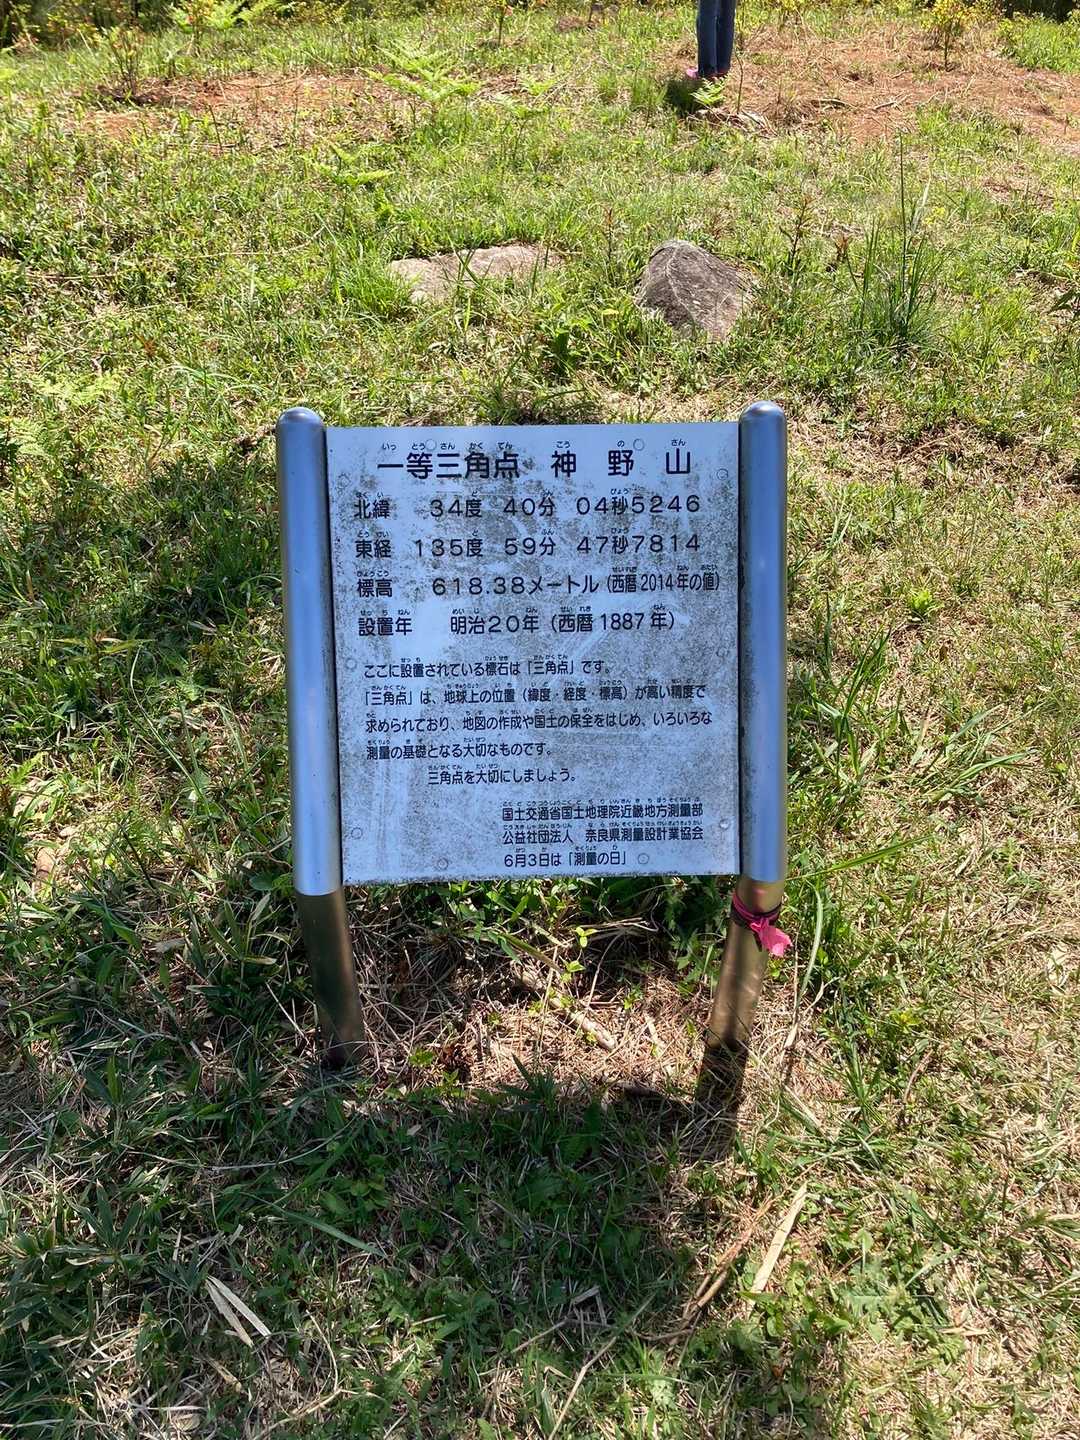 一等三角点 神野山
北緯 34度 40分 04秒5246
東経 135度 59分 47秒7814
標高 618.38メートル（西暦2014年の値）
設置年 明治20年（西暦1887年）
ここに設置されている標石は「三角点」です。
「三角点」は、地球上の位置（緯度・経度・標高）が高い精度で
求められており、地図の作成や国土の保全をはじめ、いろいろな
測量の基礎となる大切なものです。
三角点を大切にしましょう。
国土交通省国土地理院近畿地方測量部
公益社団法人 奈良県測量設計業協会
6月3日は「測量の日」